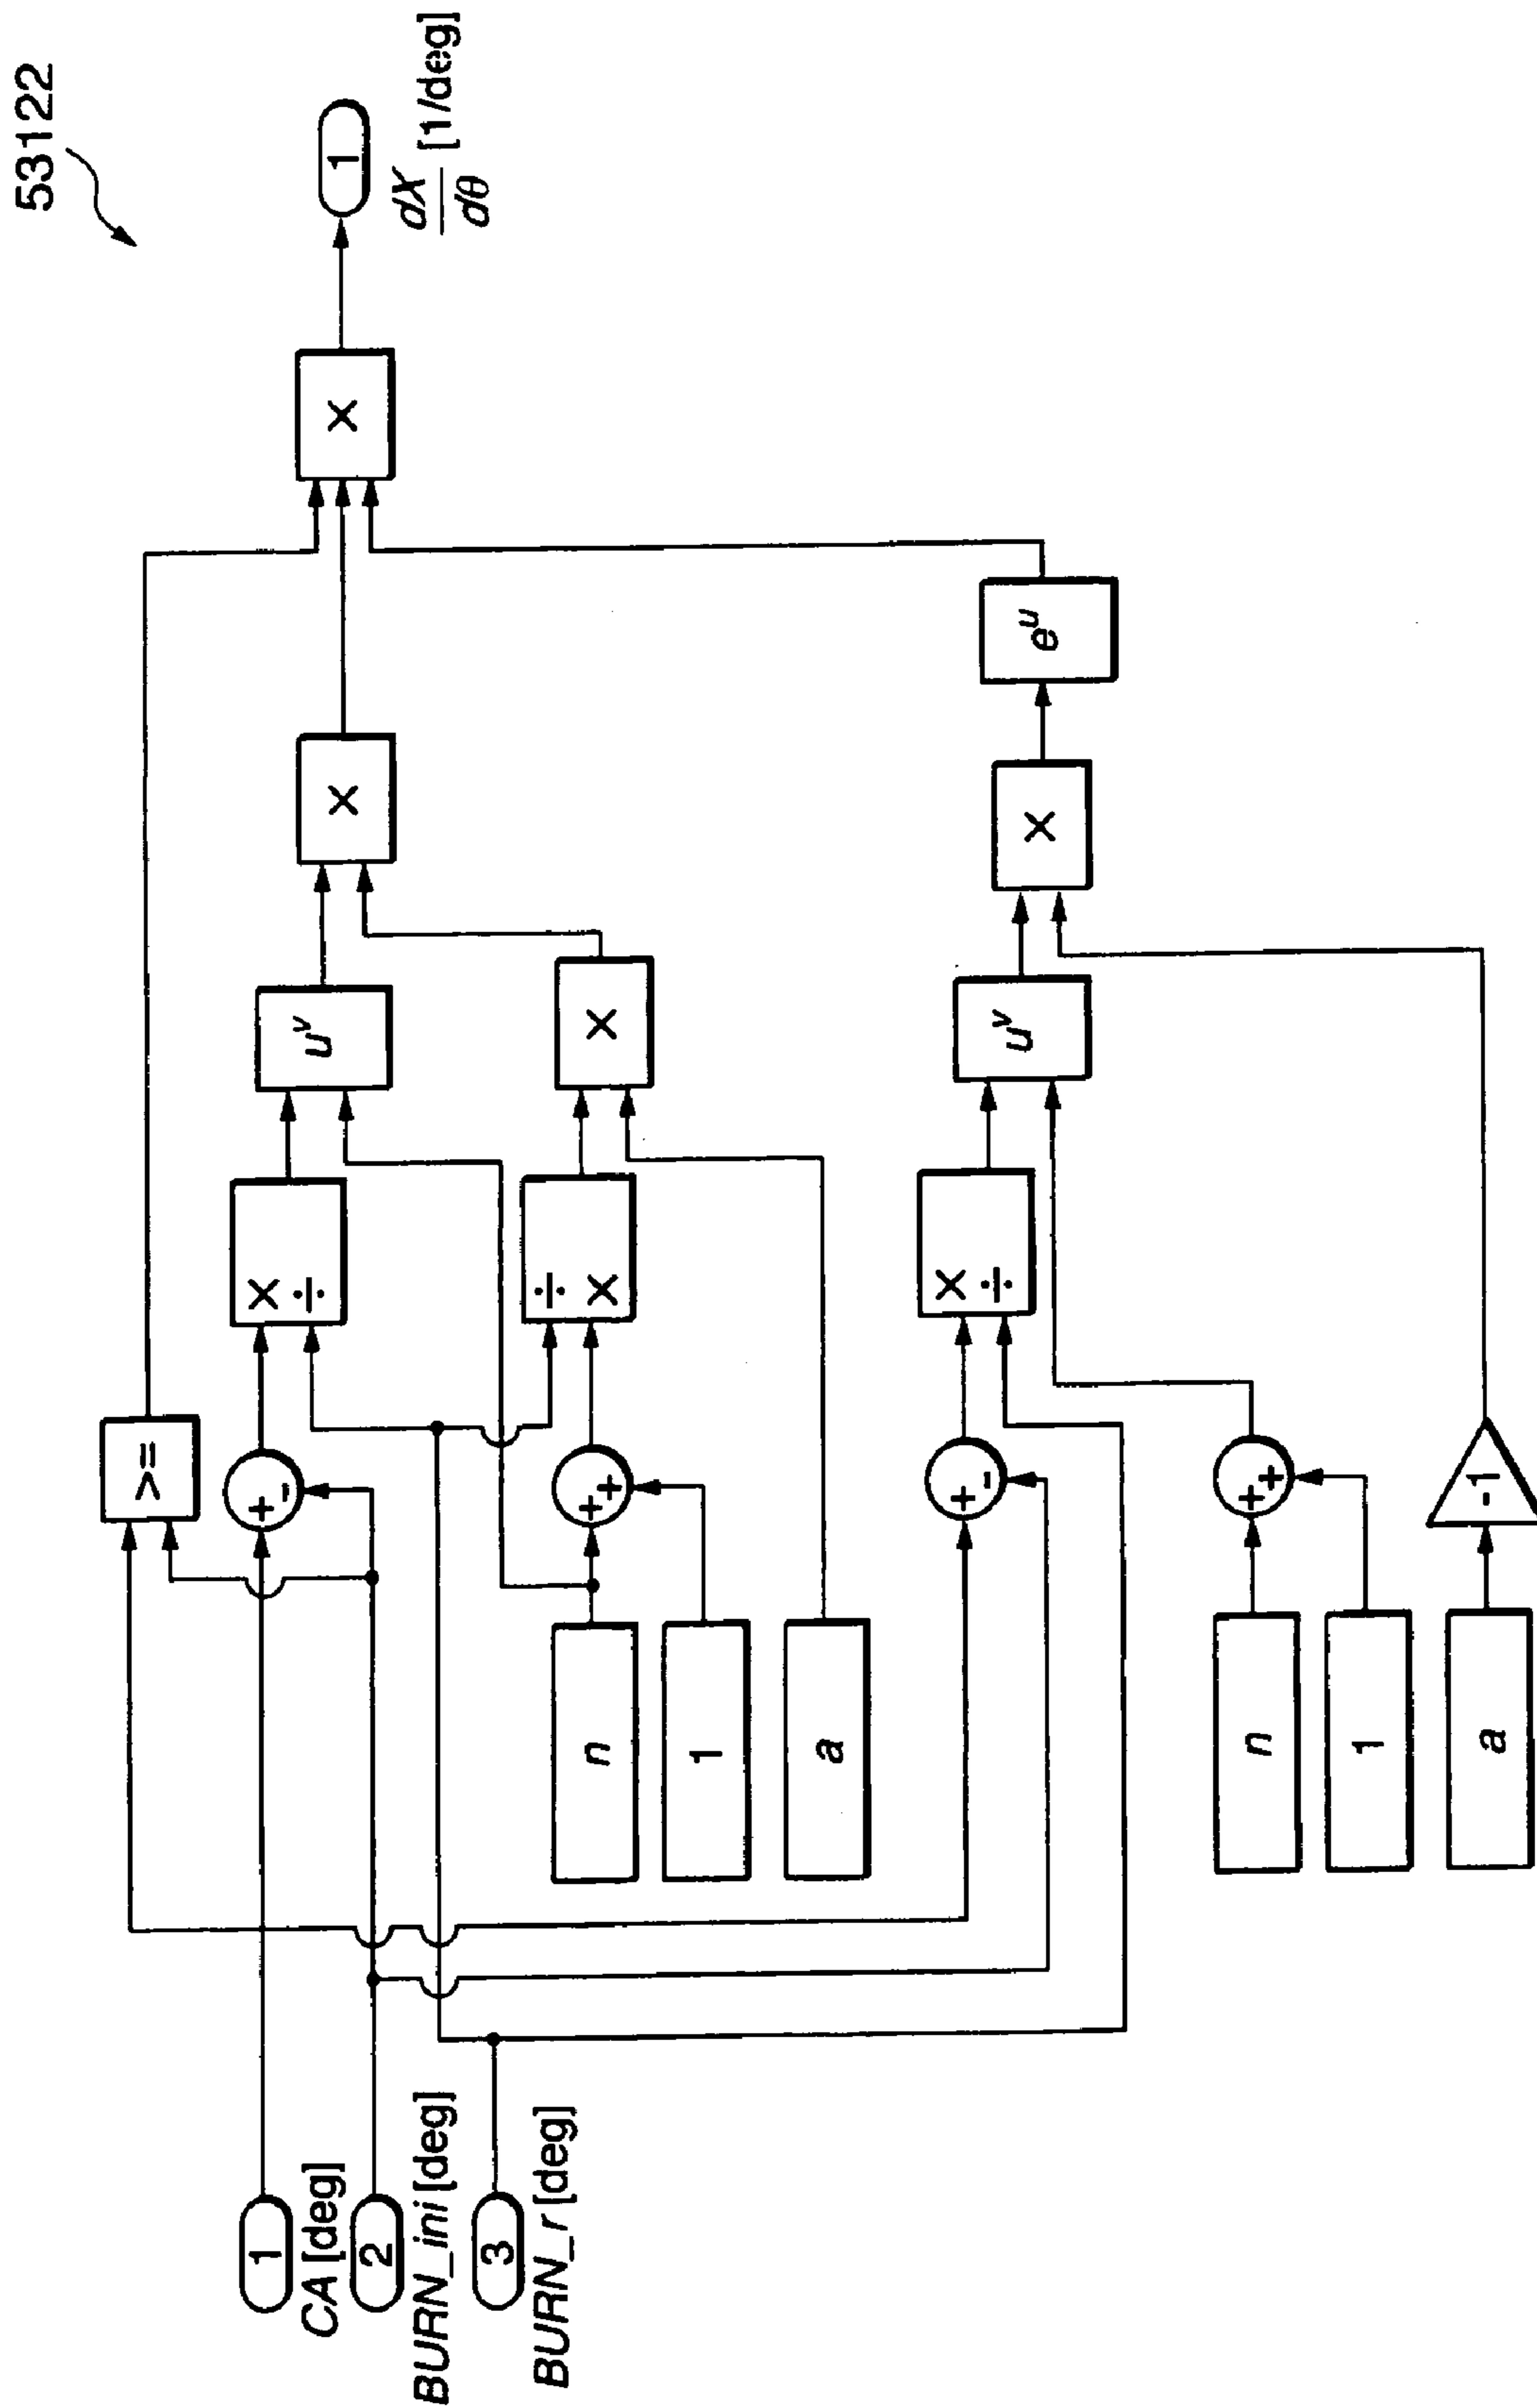 53122
1
CA [deg]
2
BURN_ini [deg]
3
BURN_r [deg]
>=
+ -
× ÷
u^v
×
×
1
dX/dθ [1/deg]
n
1
a
+ +
÷ ×
×
+ -
× ÷
u^v
×
e^u
n
1
a
+ +
-1